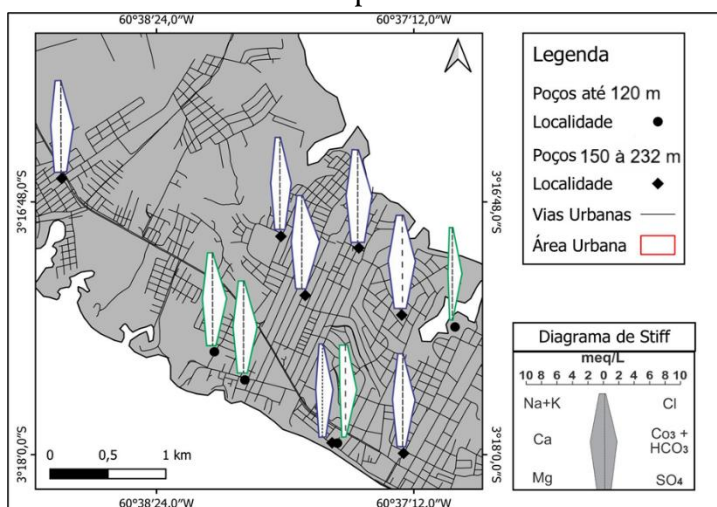 60°38'24,0"W
60°37'12,0"W
3°16'48,0"S
3°16'48,0"S
3°18'0,0"S
3°18'0,0"S
0
0,5
1 km
60°38'24,0"W
60°37'12,0"W
Legenda
Poços até 120 m
Localidade
Poços 150 à 232 m
Localidade
Vias Urbanas
Área Urbana
Diagrama de Stiff
meq/L
10 8 6 4 2 0 2 4 6 8 10
Na+K
Cl
Ca
Co3 +
HCO3
Mg
SO4